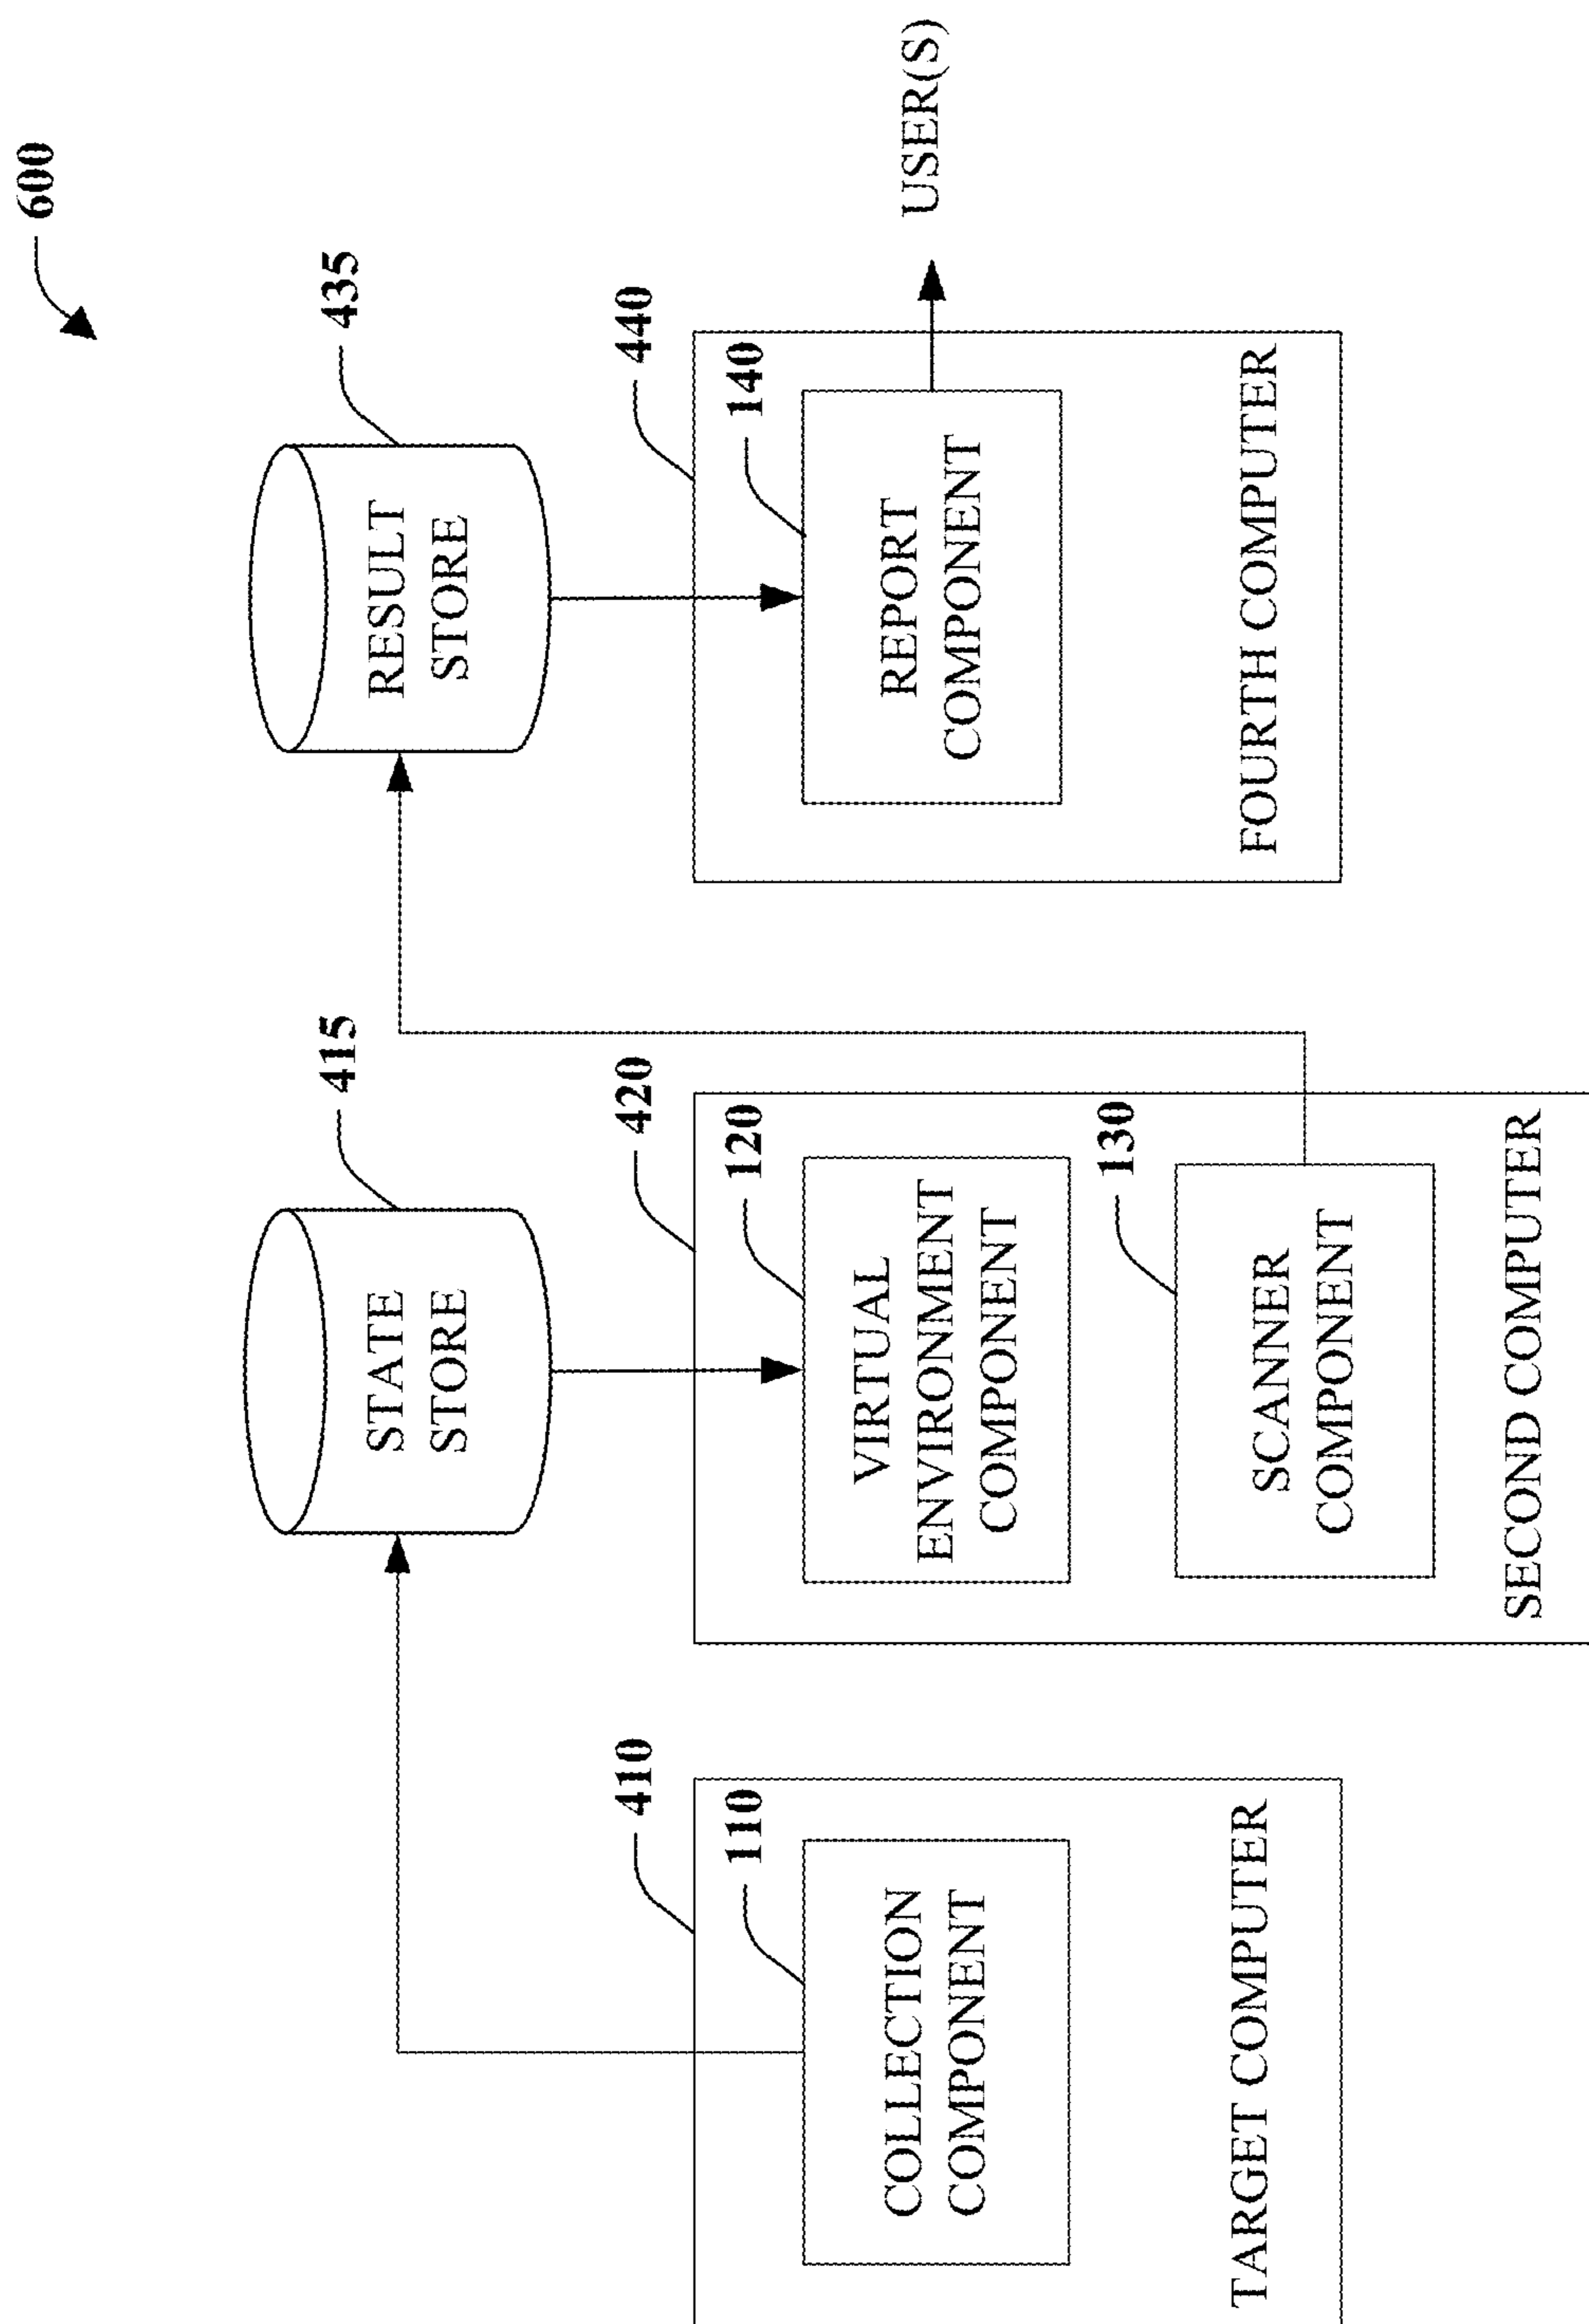 600
415
STATE
STORE
435
RESULT
STORE
410
110
COLLECTION
COMPONENT
TARGET COMPUTER
420
120
VIRTUAL
ENVIRONMENT
COMPONENT
130
SCANNER
COMPONENT
SECOND COMPUTER
440
140
REPORT
COMPONENT
FOURTH COMPUTER
USER(S)